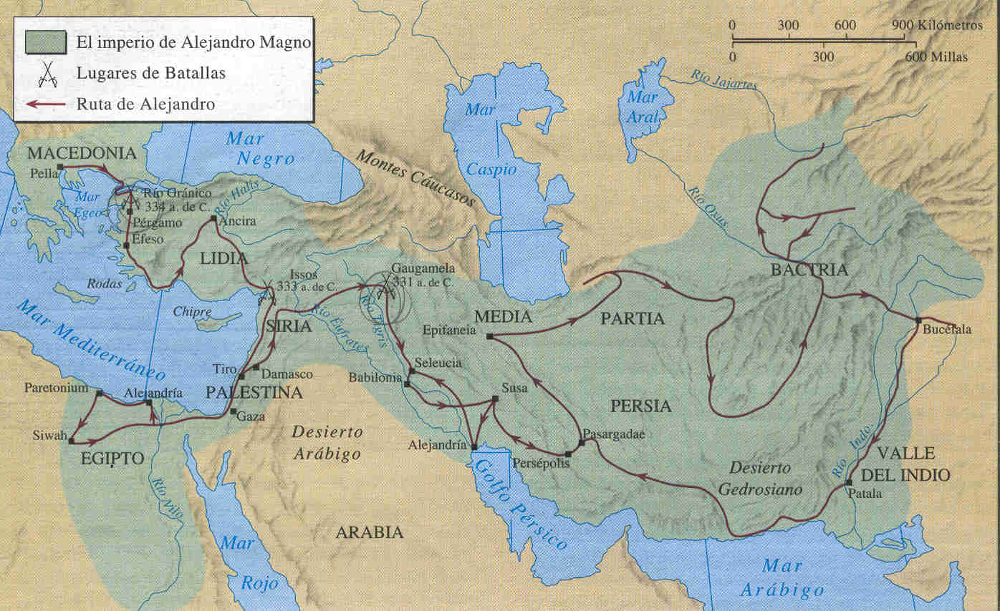 El imperio de Alejandro Magno
Lugares de Batallas
Ruta de Alejandro
0 300 600 900 Kilómetros
0 300 600 Millas
Río Jajartes
Mar
Aral
Mar
Caspio
Mar
Negro
Montes Cáucasos
MACEDONIA
Pella
Mar
Egeo
Río Gránico
334 a. de C.
Pérgamo
Efeso
Río Halis
Ancira
LIDIA
Río Oxus
Rodas
Issos
333 a. de C.
Gaugamela
331 a. de C.
BACTRIA
Chipre
SIRIA
Río Tigris
Río Eufrates
MEDIA
Epifaneia
PARTIA
Bucéfala
Mar Mediterráneo
Tiro
Damasco
Seleucia
Babilonia
Paretonium
Alejandría
PALESTINA
Susa
PERSIA
Gaza
Siwah
EGIPTO
Desierto
Arábigo
Alejandría
Pasargadae
Persépolis
Río Indo
VALLE
DEL INDIO
Desierto
Gedrosiano
Patala
Río Nilo
Golfo Pérsico
ARABIA
Mar
Rojo
Mar
Arábigo